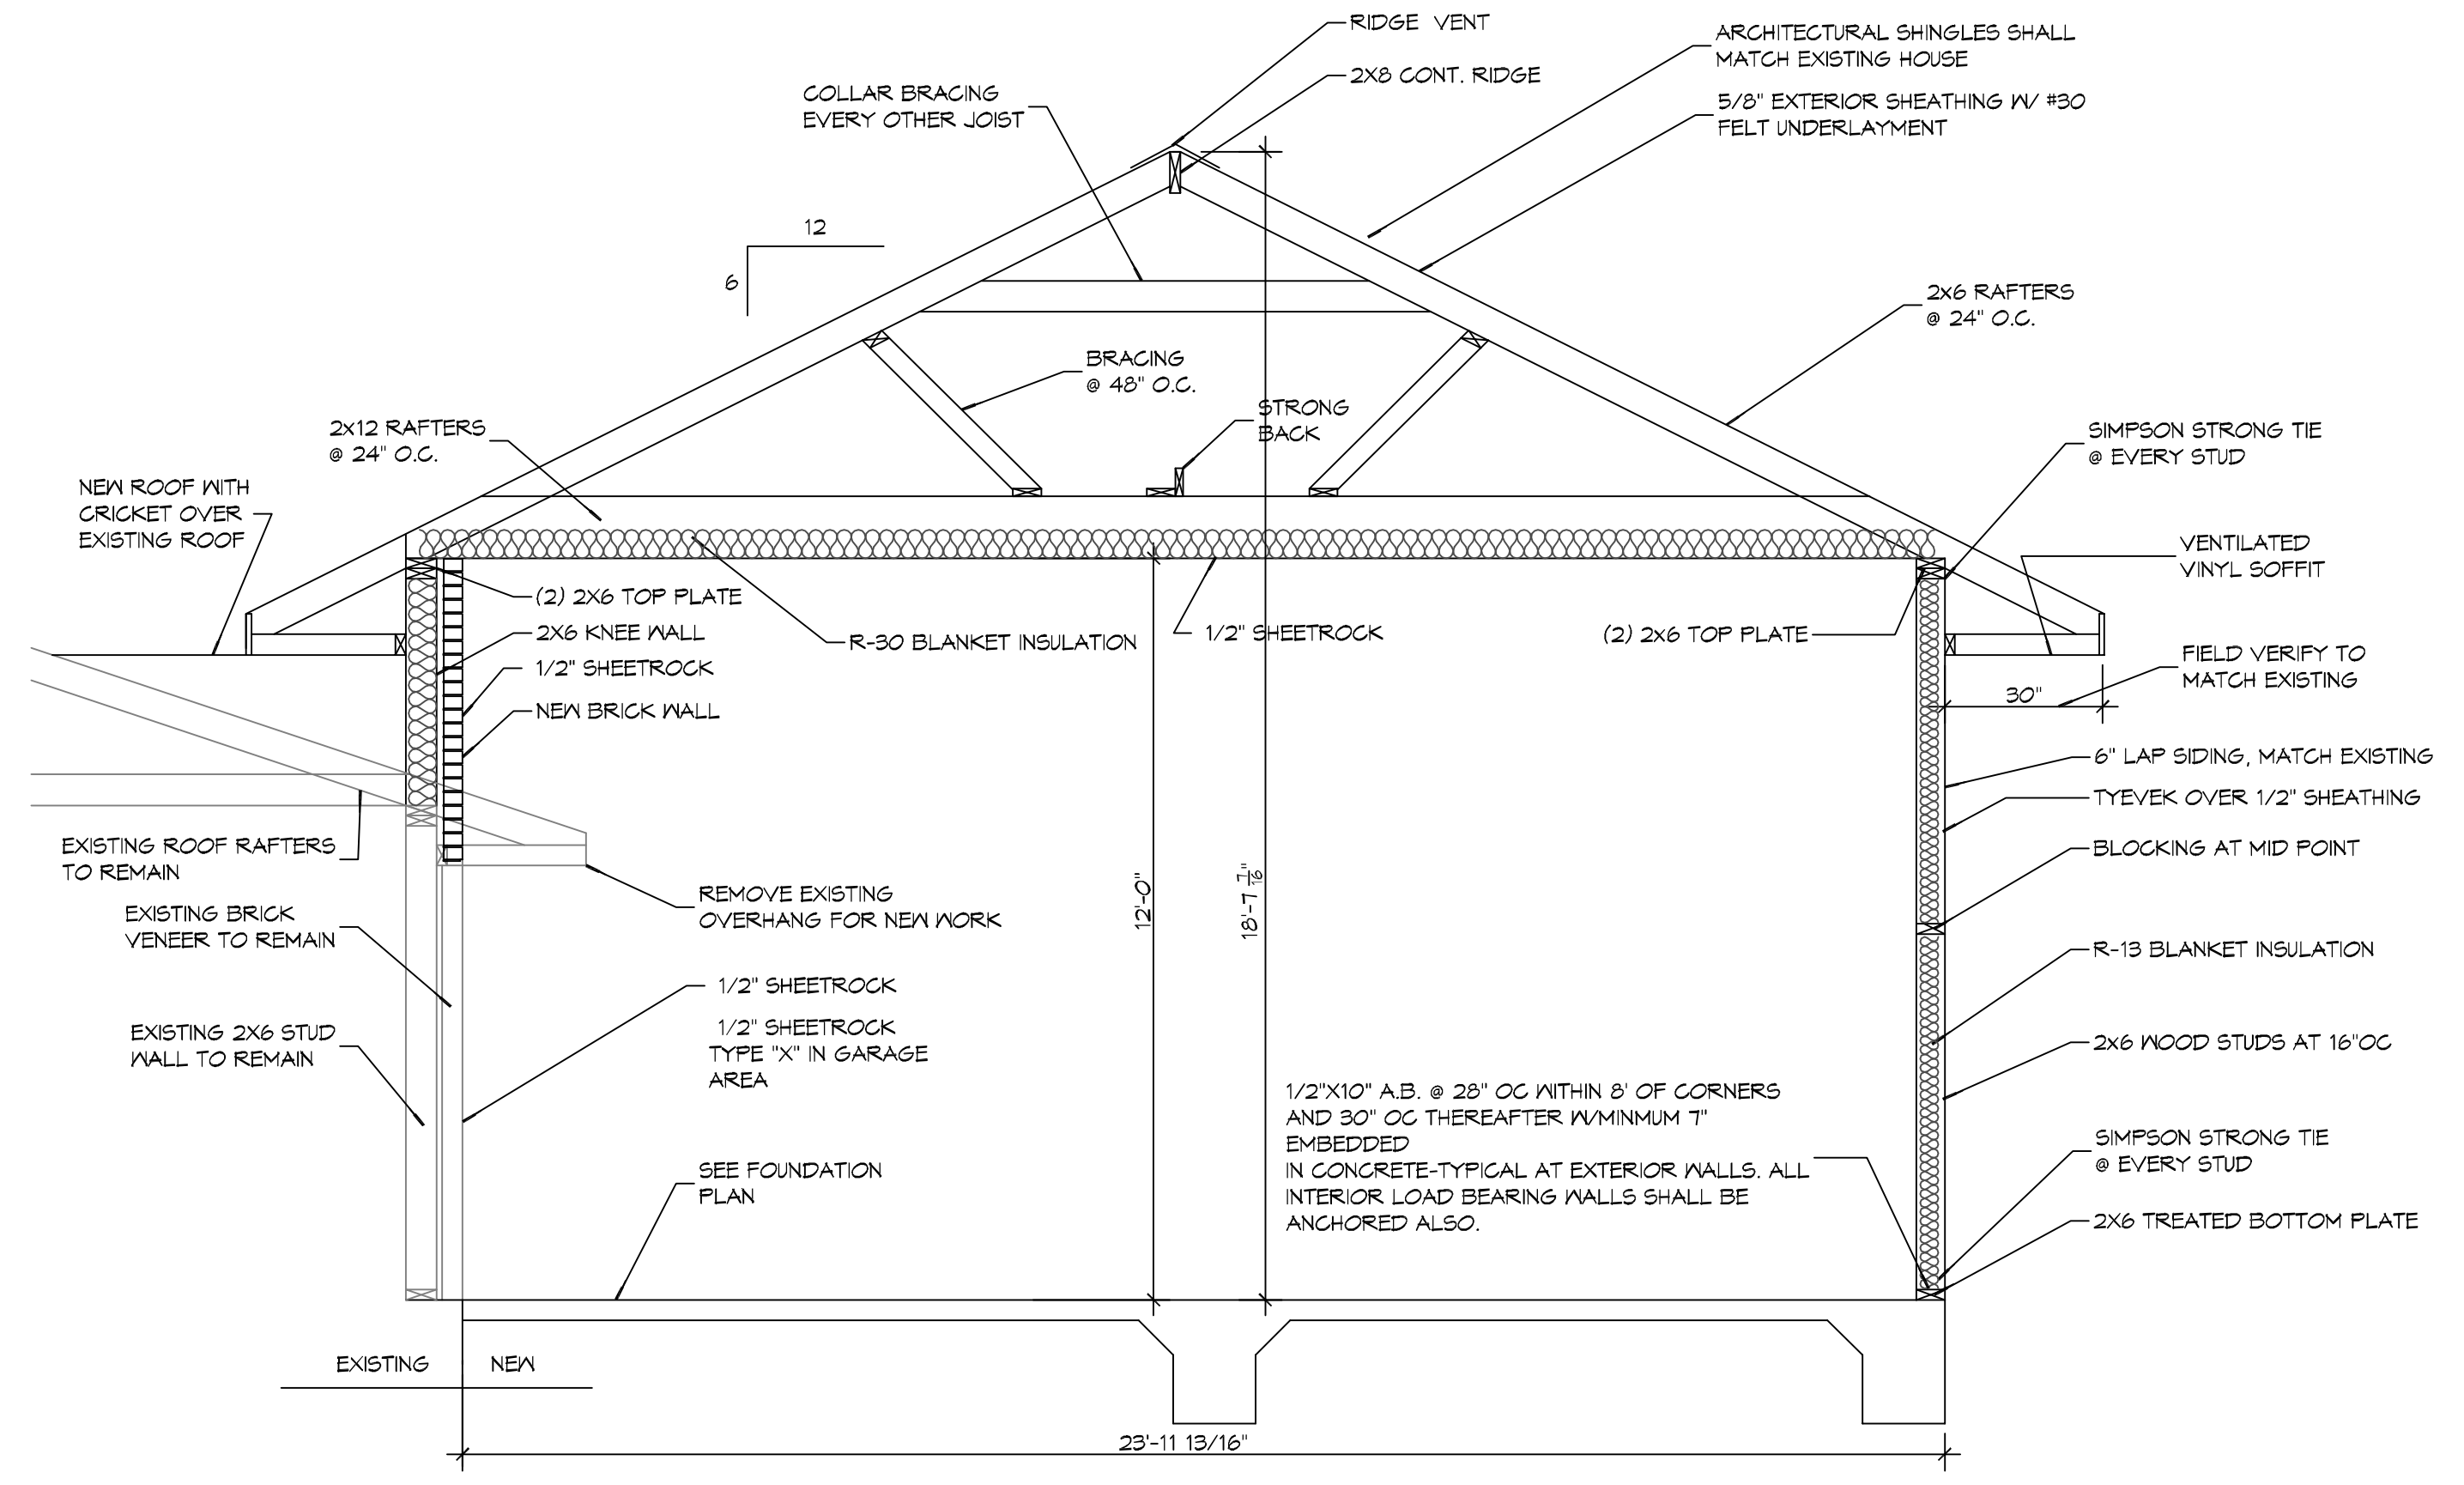 RIDGE VENT
2X8 CONT. RIDGE
ARCHITECTURAL SHINGLES SHALL
MATCH EXISTING HOUSE
5/8" EXTERIOR SHEATHING W/ #30
FELT UNDERLAYMENT
COLLAR BRACING
EVERY OTHER JOIST
12
6
2x6 RAFTERS
@ 24" O.C.
BRACING
@ 48" O.C.
STRONG
BACK
2x12 RAFTERS
@ 24" O.C.
SIMPSON STRONG TIE
@ EVERY STUD
NEW ROOF WITH
CRICKET OVER
EXISTING ROOF
VENTILATED
VINYL SOFFIT
(2) 2X6 TOP PLATE
2X6 KNEE WALL
1/2" SHEETROCK
NEW BRICK WALL
R-30 BLANKET INSULATION
1/2" SHEETROCK
(2) 2x6 TOP PLATE
FIELD VERIFY TO
MATCH EXISTING
30"
6" LAP SIDING, MATCH EXISTING
TYEVEK OVER 1/2" SHEATHING
BLOCKING AT MID POINT
EXISTING ROOF RAFTERS
TO REMAIN
EXISTING BRICK
VENEER TO REMAIN
REMOVE EXISTING
OVERHANG FOR NEW WORK
12'-0"
18'-7 7/16"
R-13 BLANKET INSULATION
1/2" SHEETROCK
1/2" SHEETROCK
TYPE "X" IN GARAGE
AREA
EXISTING 2X6 STUD
WALL TO REMAIN
2x6 WOOD STUDS AT 16"OC
1/2"X10" A.B. @ 28" OC WITHIN 8' OF CORNERS
AND 30" OC THEREAFTER W/MINMUM 7"
EMBEDDED
IN CONCRETE-TYPICAL AT EXTERIOR WALLS. ALL
INTERIOR LOAD BEARING WALLS SHALL BE
ANCHORED ALSO.
SIMPSON STRONG TIE
@ EVERY STUD
SEE FOUNDATION
PLAN
2X6 TREATED BOTTOM PLATE
EXISTING
NEW
23'-11 13/16"